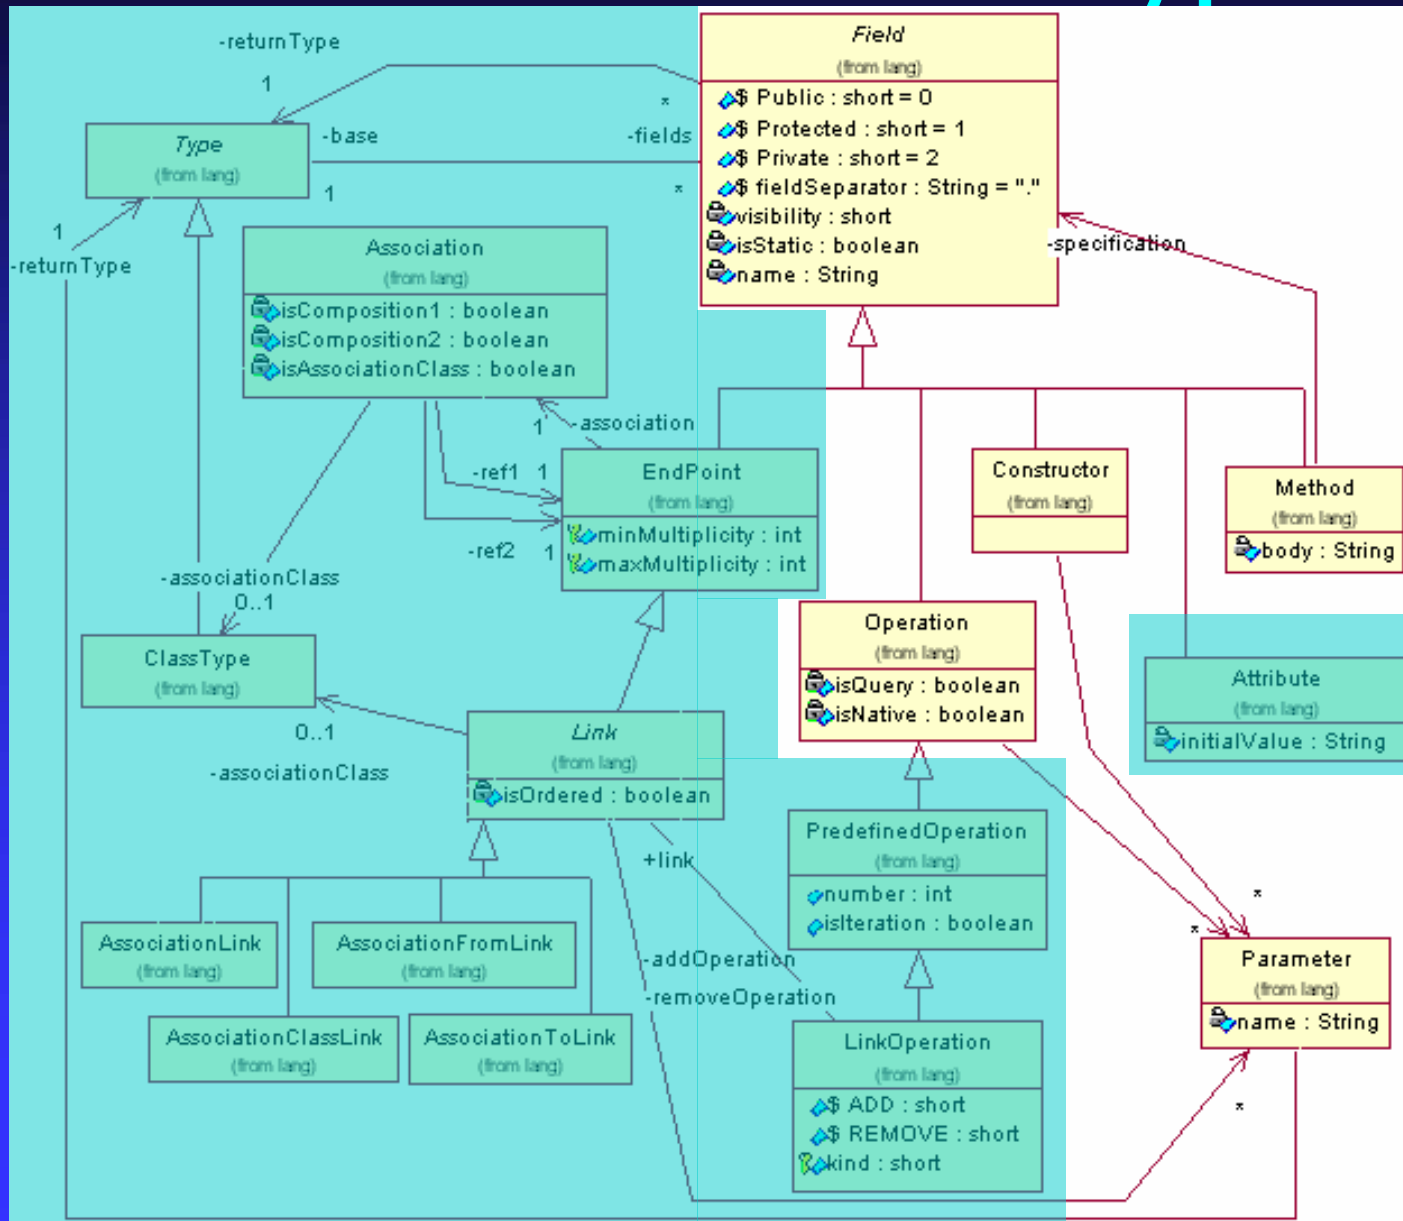 -returnType
1
*
Field
(from lang)
$ Public : short = 0
$ Protected : short = 1
$ Private : short = 2
$ fieldSeparator : String = "."
visibility : short
isStatic : boolean
name : String
Type
(from lang)
-base
1
-fields
*
1
-returnType
-specification
Association
(from lang)
isComposition1 : boolean
isComposition2 : boolean
isAssociationClass : boolean
1
-association
-ref1
1
-ref2
1
EndPoint
(from lang)
minMultiplicity : int
maxMultiplicity : int
Constructor
(from lang)
Method
(from lang)
body : String
-associationClass
0..1
ClassType
(from lang)
0..1
-associationClass
Operation
(from lang)
isQuery : boolean
isNative : boolean
Attribute
(from lang)
initialValue : String
Link
(from lang)
isOrdered : boolean
+link
PredefinedOperation
(from lang)
number : int
isIteration : boolean
*
*
AssociationLink
(from lang)
AssociationFromLink
(from lang)
-addOperation
-removeOperation
Parameter
(from lang)
name : String
AssociationClassLink
(from lang)
AssociationToLink
(from lang)
LinkOperation
(from lang)
$ ADD : short
$ REMOVE : short
kind : short
*